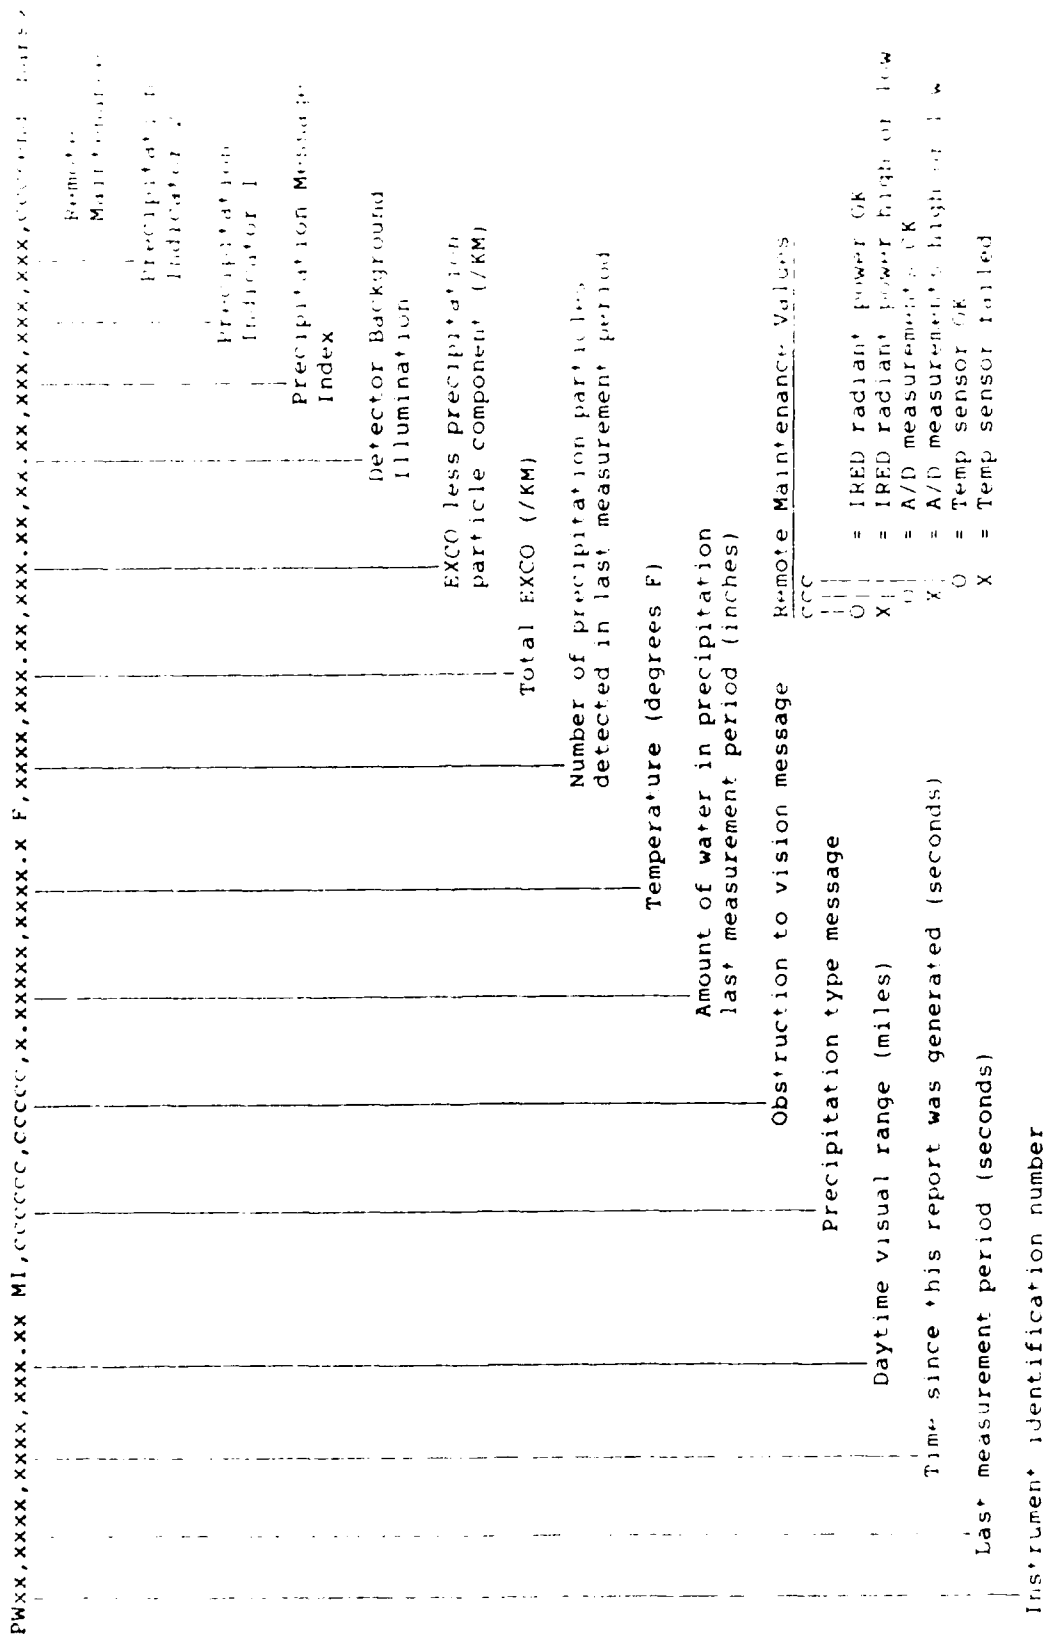 PWxx,xxxx,xxxx,xxx.xx MI,ccccc,ccccc,x.xxxxx,xxxx.x F,xxxx,xxx.xx,xxx.xx,xx.xx,xxx,xxx,xxx,ccc
Remote
Maintenance
Precipitation
Indicator 2
Precipitation
Indicator 1
Precipitation Message
Index
Detector Background
Illumination
EXCO less precipitation
particle component (/KM)
Total EXCO (/KM)
Number of precipitation particles
detected in last measurement period
Temperature (degrees F)
Amount of water in precipitation
last measurement period (inches)
Obstruction to vision message
Precipitation type message
Daytime visual range (miles)
Time since this report was generated (seconds)
Last measurement period (seconds)
Instrument identification number
Remote Maintenance Values
ccc
O = IRED radiant power OK
X = IRED radiant power high or low
O = A/D measurements OK
X = A/D measurements high or low
O = Temp sensor OK
X = Temp sensor failed